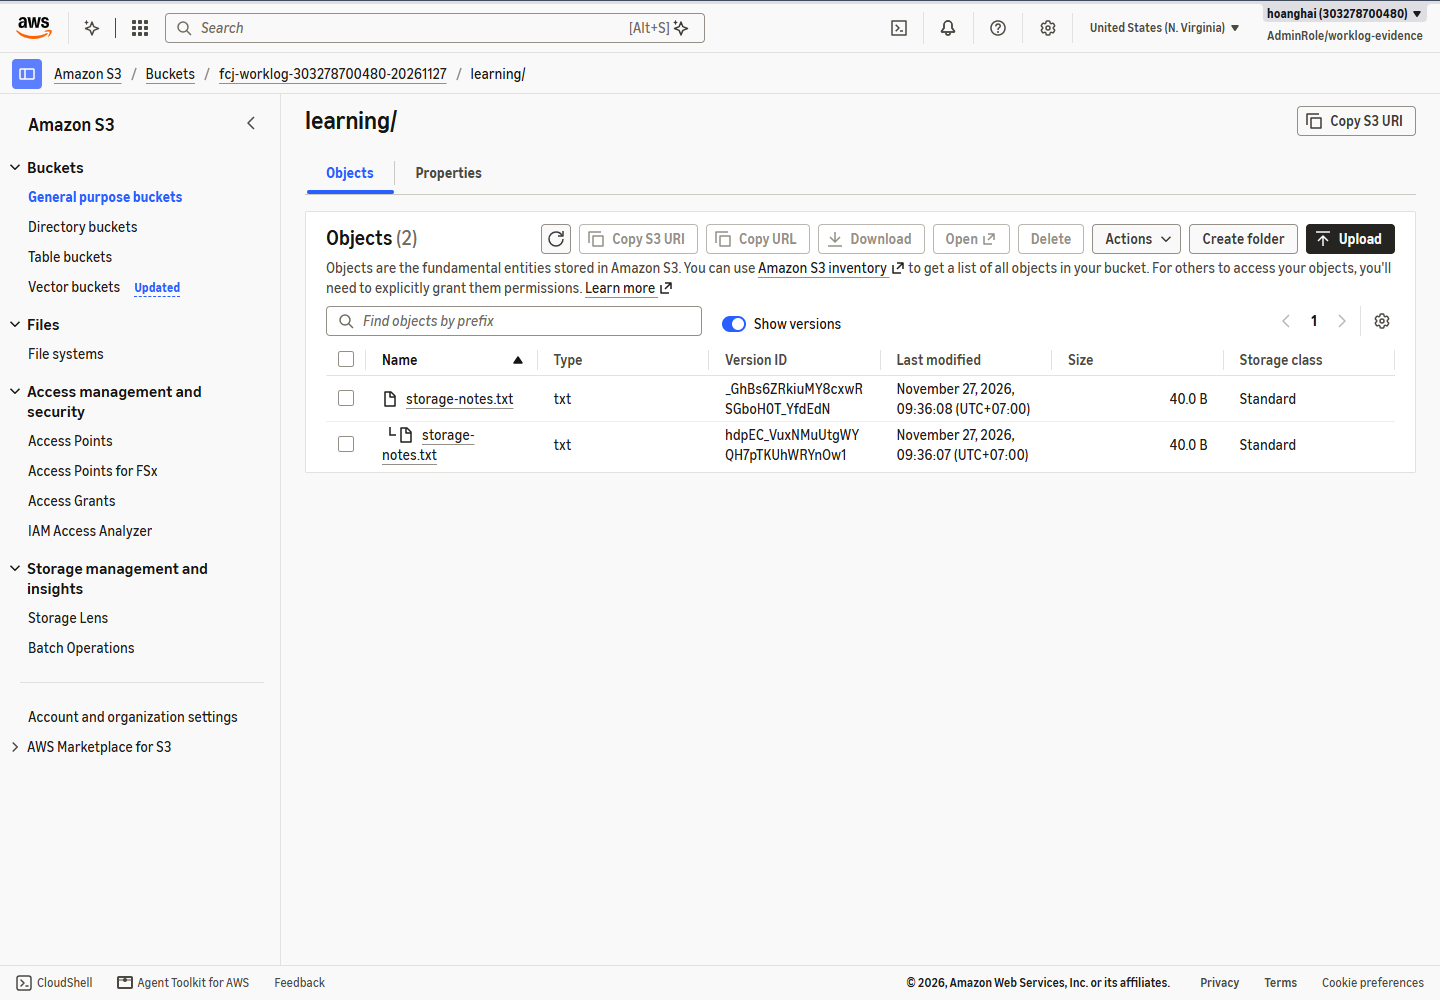 aws
Search [Alt+S]
United States (N. Virginia)
hoanghai (303278700480)
AdminRole/worklog-evidence
Amazon S3 / Buckets / fcj-worklog-303278700480-20261127 / learning/
Amazon S3
Buckets
General purpose buckets
Directory buckets
Table buckets
Vector buckets Updated
Files
File systems
Access management and
security
Access Points
Access Points for FSx
Access Grants
IAM Access Analyzer
Storage management and
insights
Storage Lens
Batch Operations
Account and organization settings
AWS Marketplace for S3
learning/
Copy S3 URI
Objects Properties
Objects (2)
Copy S3 URI Copy URL Download Open Delete Actions Create folder Upload
Objects are the fundamental entities stored in Amazon S3. You can use Amazon S3 inventory to get a list of all objects in your bucket. For others to access your objects, you'll
need to explicitly grant them permissions. Learn more
Find objects by prefix Show versions 1
Name Type Version ID Last modified Size Storage class
storage-notes.txt txt _GhBs6ZRkiuMY8cxwR November 27, 2026, 40.0 B Standard
SGboH0T_YfdEdN 09:36:08 (UTC+07:00)
storage- txt hdpEC_VuxNMuUtgWY November 27, 2026, 40.0 B Standard
notes.txt QH7pTKUhWRYnOw1 09:36:07 (UTC+07:00)
CloudShell Agent Toolkit for AWS Feedback © 2026, Amazon Web Services, Inc. or its affiliates. Privacy Terms Cookie preferences